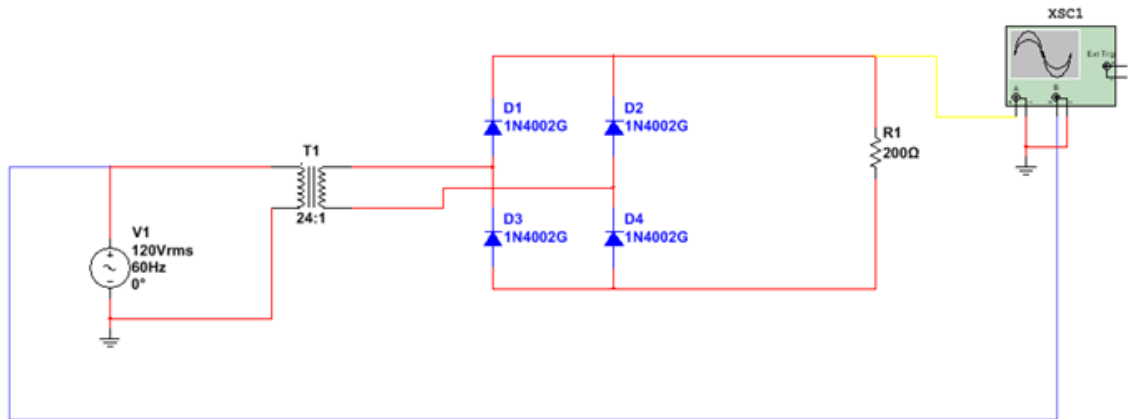 XSC1
Ext Trig
A
B
D1
1N4002G
D2
1N4002G
R1
200Ω
T1
24:1
D3
1N4002G
D4
1N4002G
V1
120Vrms
60Hz
0°